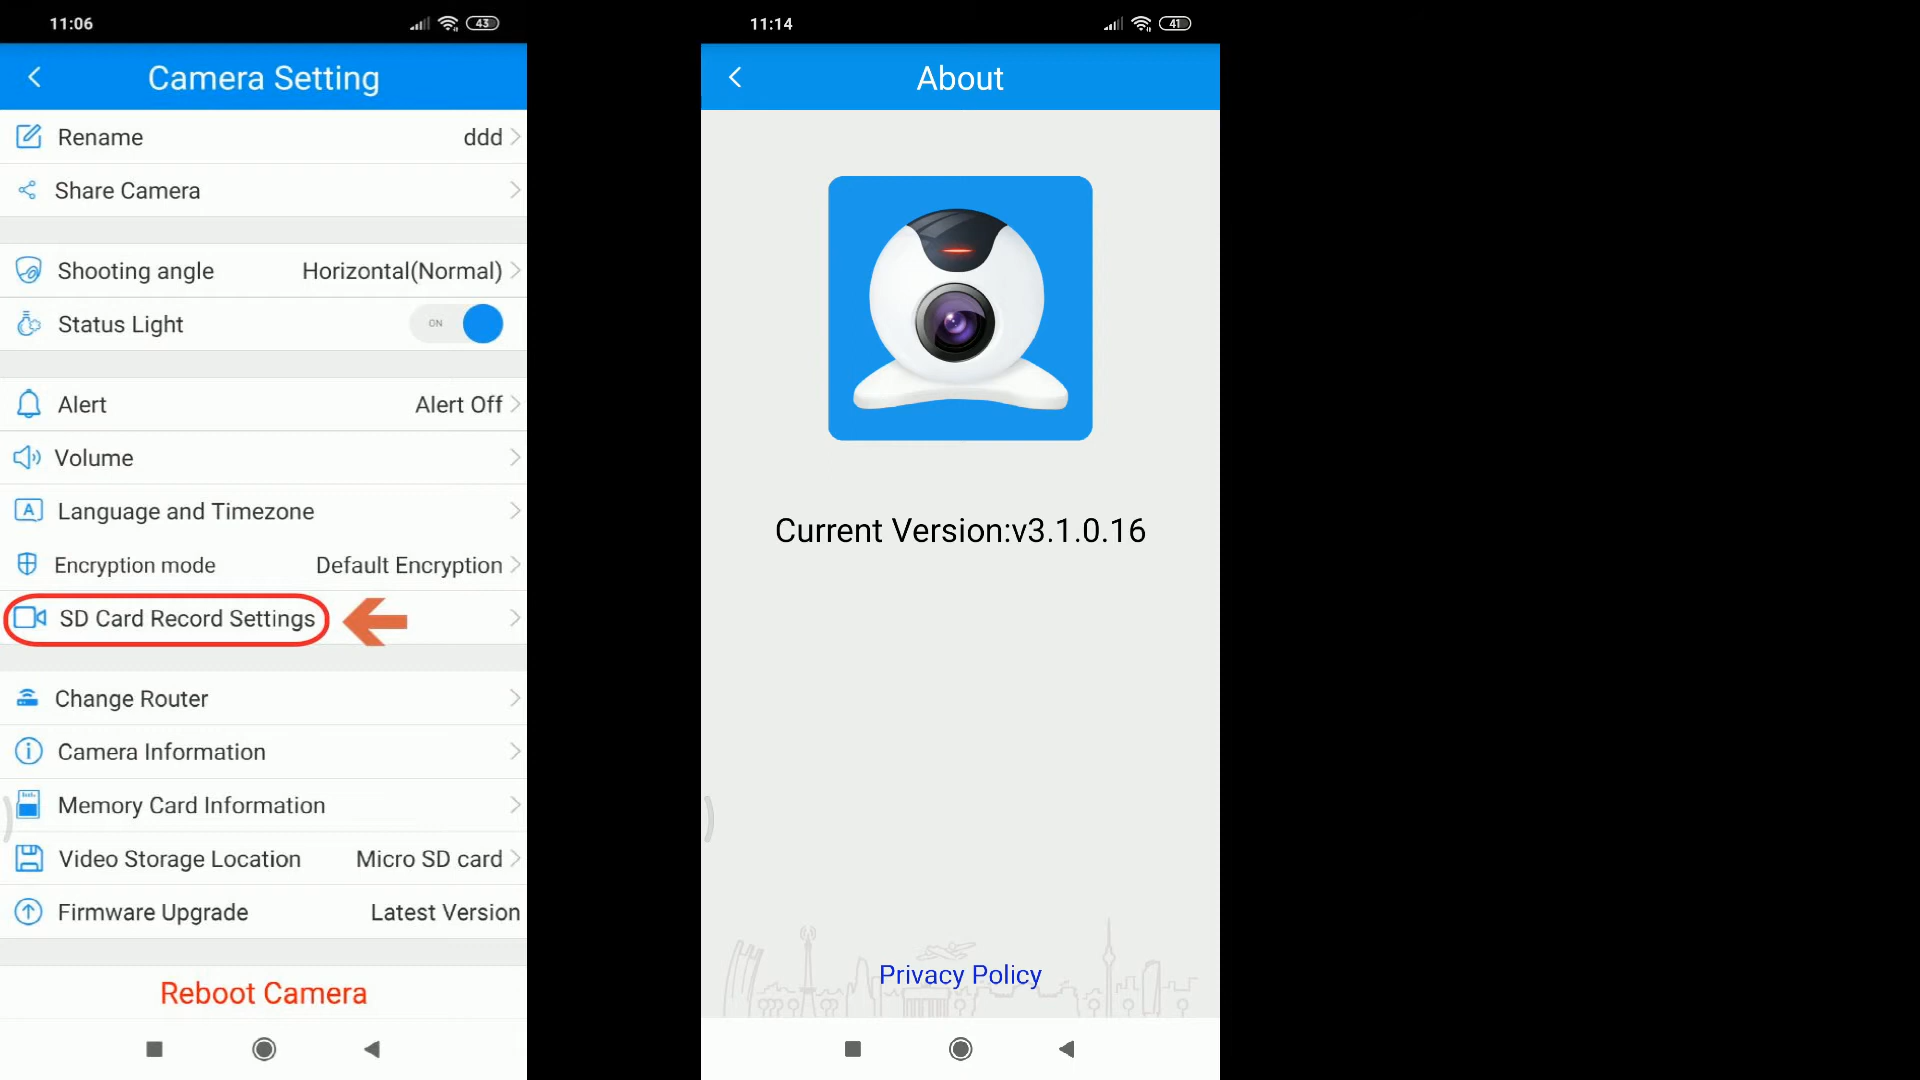 11:06
43
Camera Setting
Rename ddd
Share Camera
Shooting angle Horizontal(Normal)
Status Light ON
Alert Alert Off
Volume
A Language and Timezone
Encryption mode Default Encryption
SD Card Record Settings
Change Router
Camera Information
Memory Card Information
Video Storage Location Micro SD card
Firmware Upgrade Latest Version
Reboot Camera
11:14
41
About
Current Version:v3.1.0.16
Privacy Policy